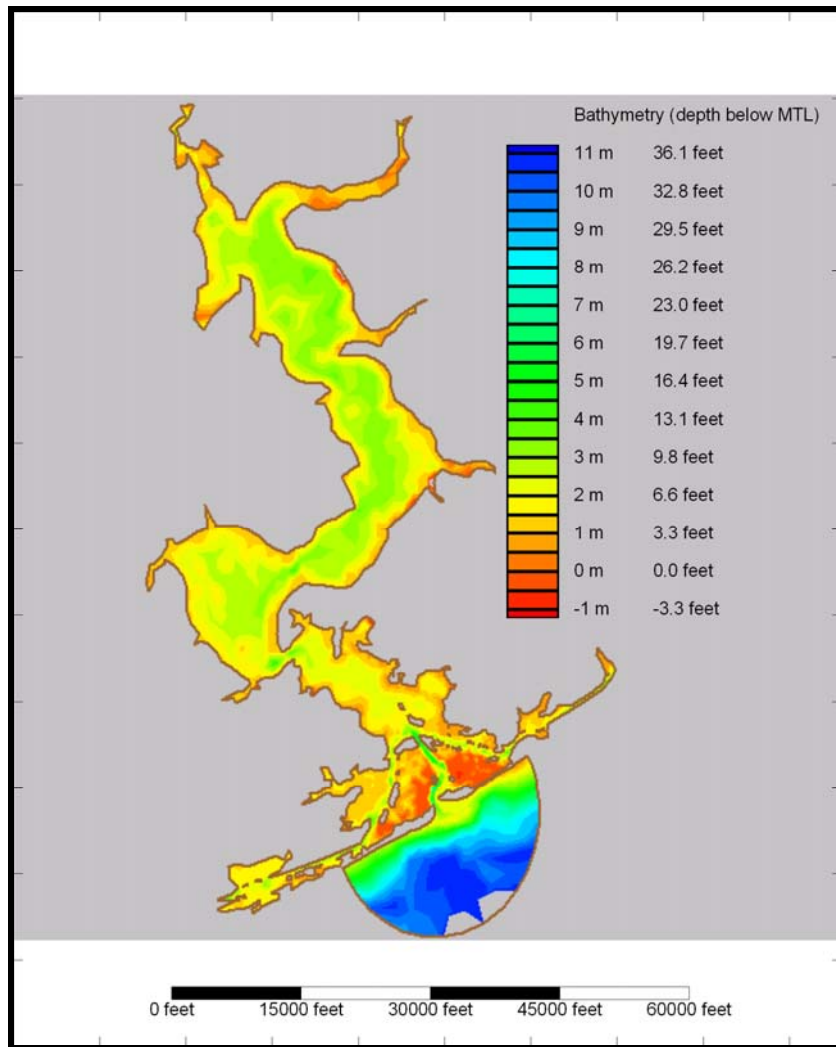 Bathymetry (depth below MTL)
11 m 36.1 feet
10 m 32.8 feet
9 m 29.5 feet
8 m 26.2 feet
7 m 23.0 feet
6 m 19.7 feet
5 m 16.4 feet
4 m 13.1 feet
3 m 9.8 feet
2 m 6.6 feet
1 m 3.3 feet
0 m 0.0 feet
-1 m -3.3 feet
0 feet 15000 feet 30000 feet 45000 feet 60000 feet